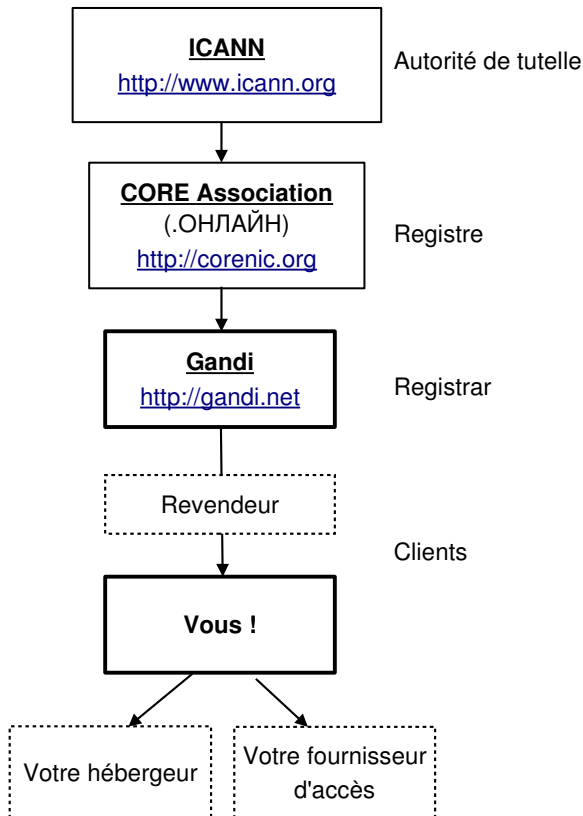 ICANN
http://www.icann.org
Autorité de tutelle
CORE Association
(.ОНЛАЙН)
http://corenic.org
Registre
Gandi
http://gandi.net
Registrar
Revendeur
Clients
Vous !
Votre hébergeur
Votre fournisseur
d'accès